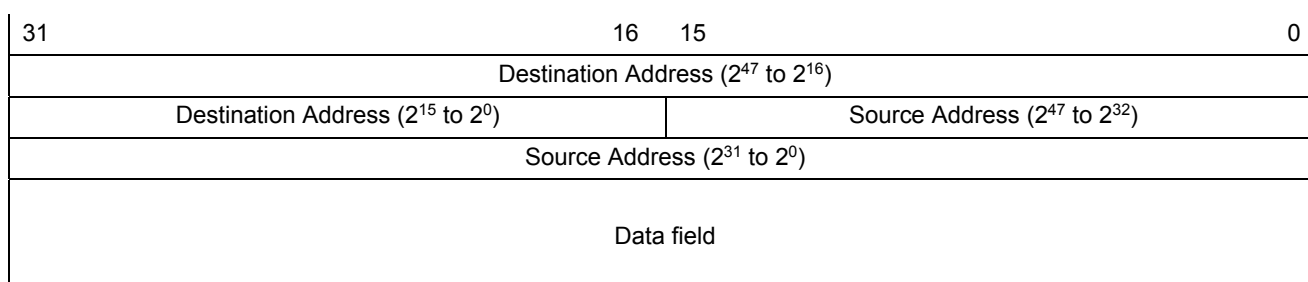 31 16 15 0
Destination Address (2⁴⁷ to 2¹⁶)
Destination Address (2¹⁵ to 2⁰) Source Address (2⁴⁷ to 2³²)
Source Address (2³¹ to 2⁰)
Data field